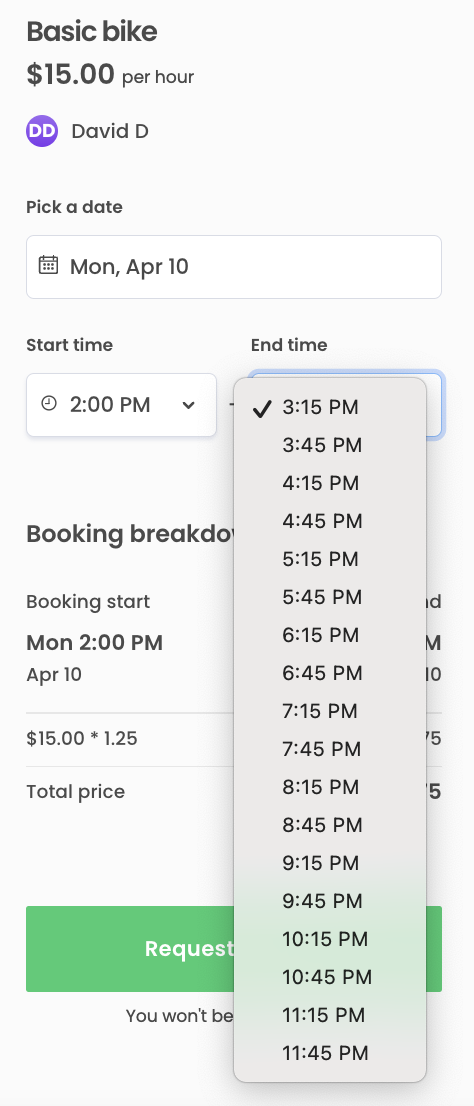 Basic bike
$15.00 per hour
DD David D
Pick a date
Mon, Apr 10
Start time End time
2:00 PM
3:15 PM
3:45 PM
4:15 PM
4:45 PM
5:15 PM
5:45 PM
6:15 PM
6:45 PM
7:15 PM
7:45 PM
8:15 PM
8:45 PM
9:15 PM
9:45 PM
10:15 PM
10:45 PM
11:15 PM
11:45 PM
Booking
Booking start
Mon 2:00 PM
Apr 10
$15.00 * 1.25
Total price
Request
You won't be